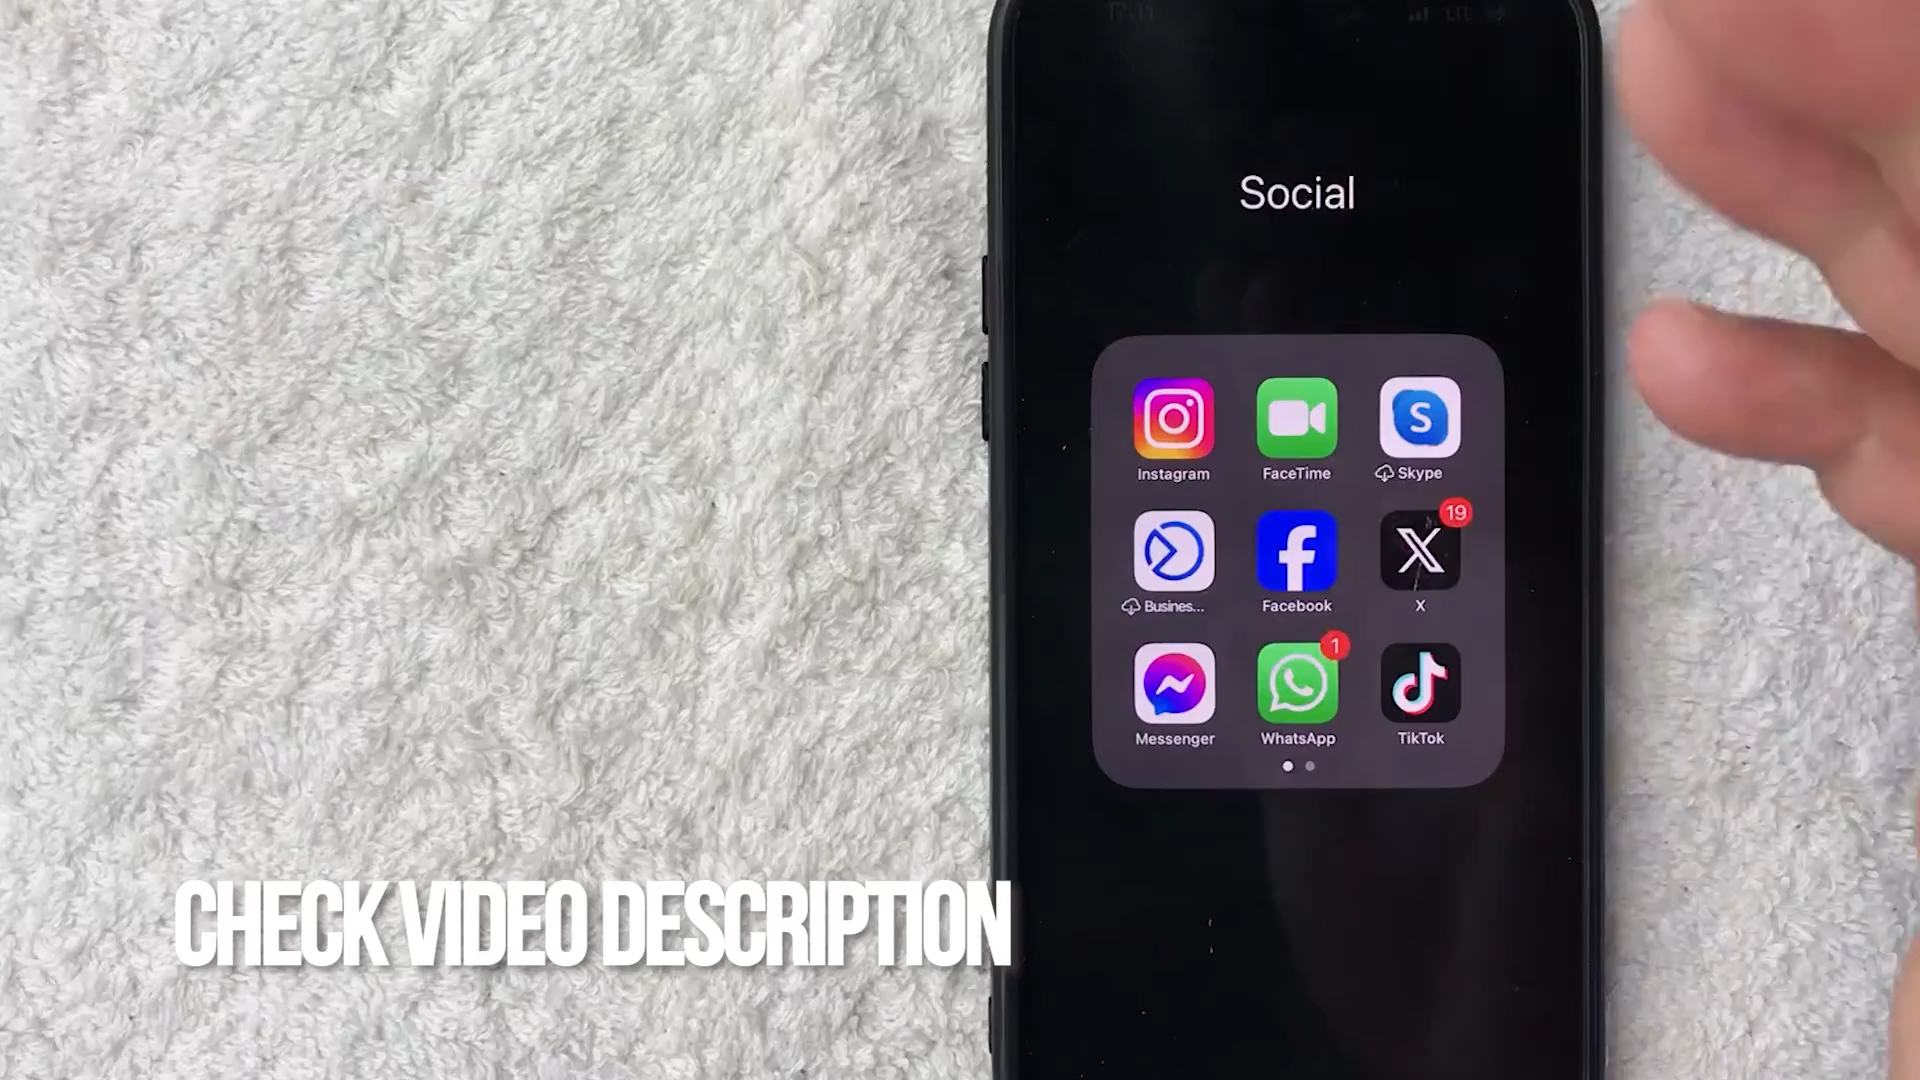 Social
Instagram
FaceTime
Skype
19
Busines...
Facebook
X
1
Messenger
WhatsApp
TikTok
CHECK VIDEO DESCRIPTION